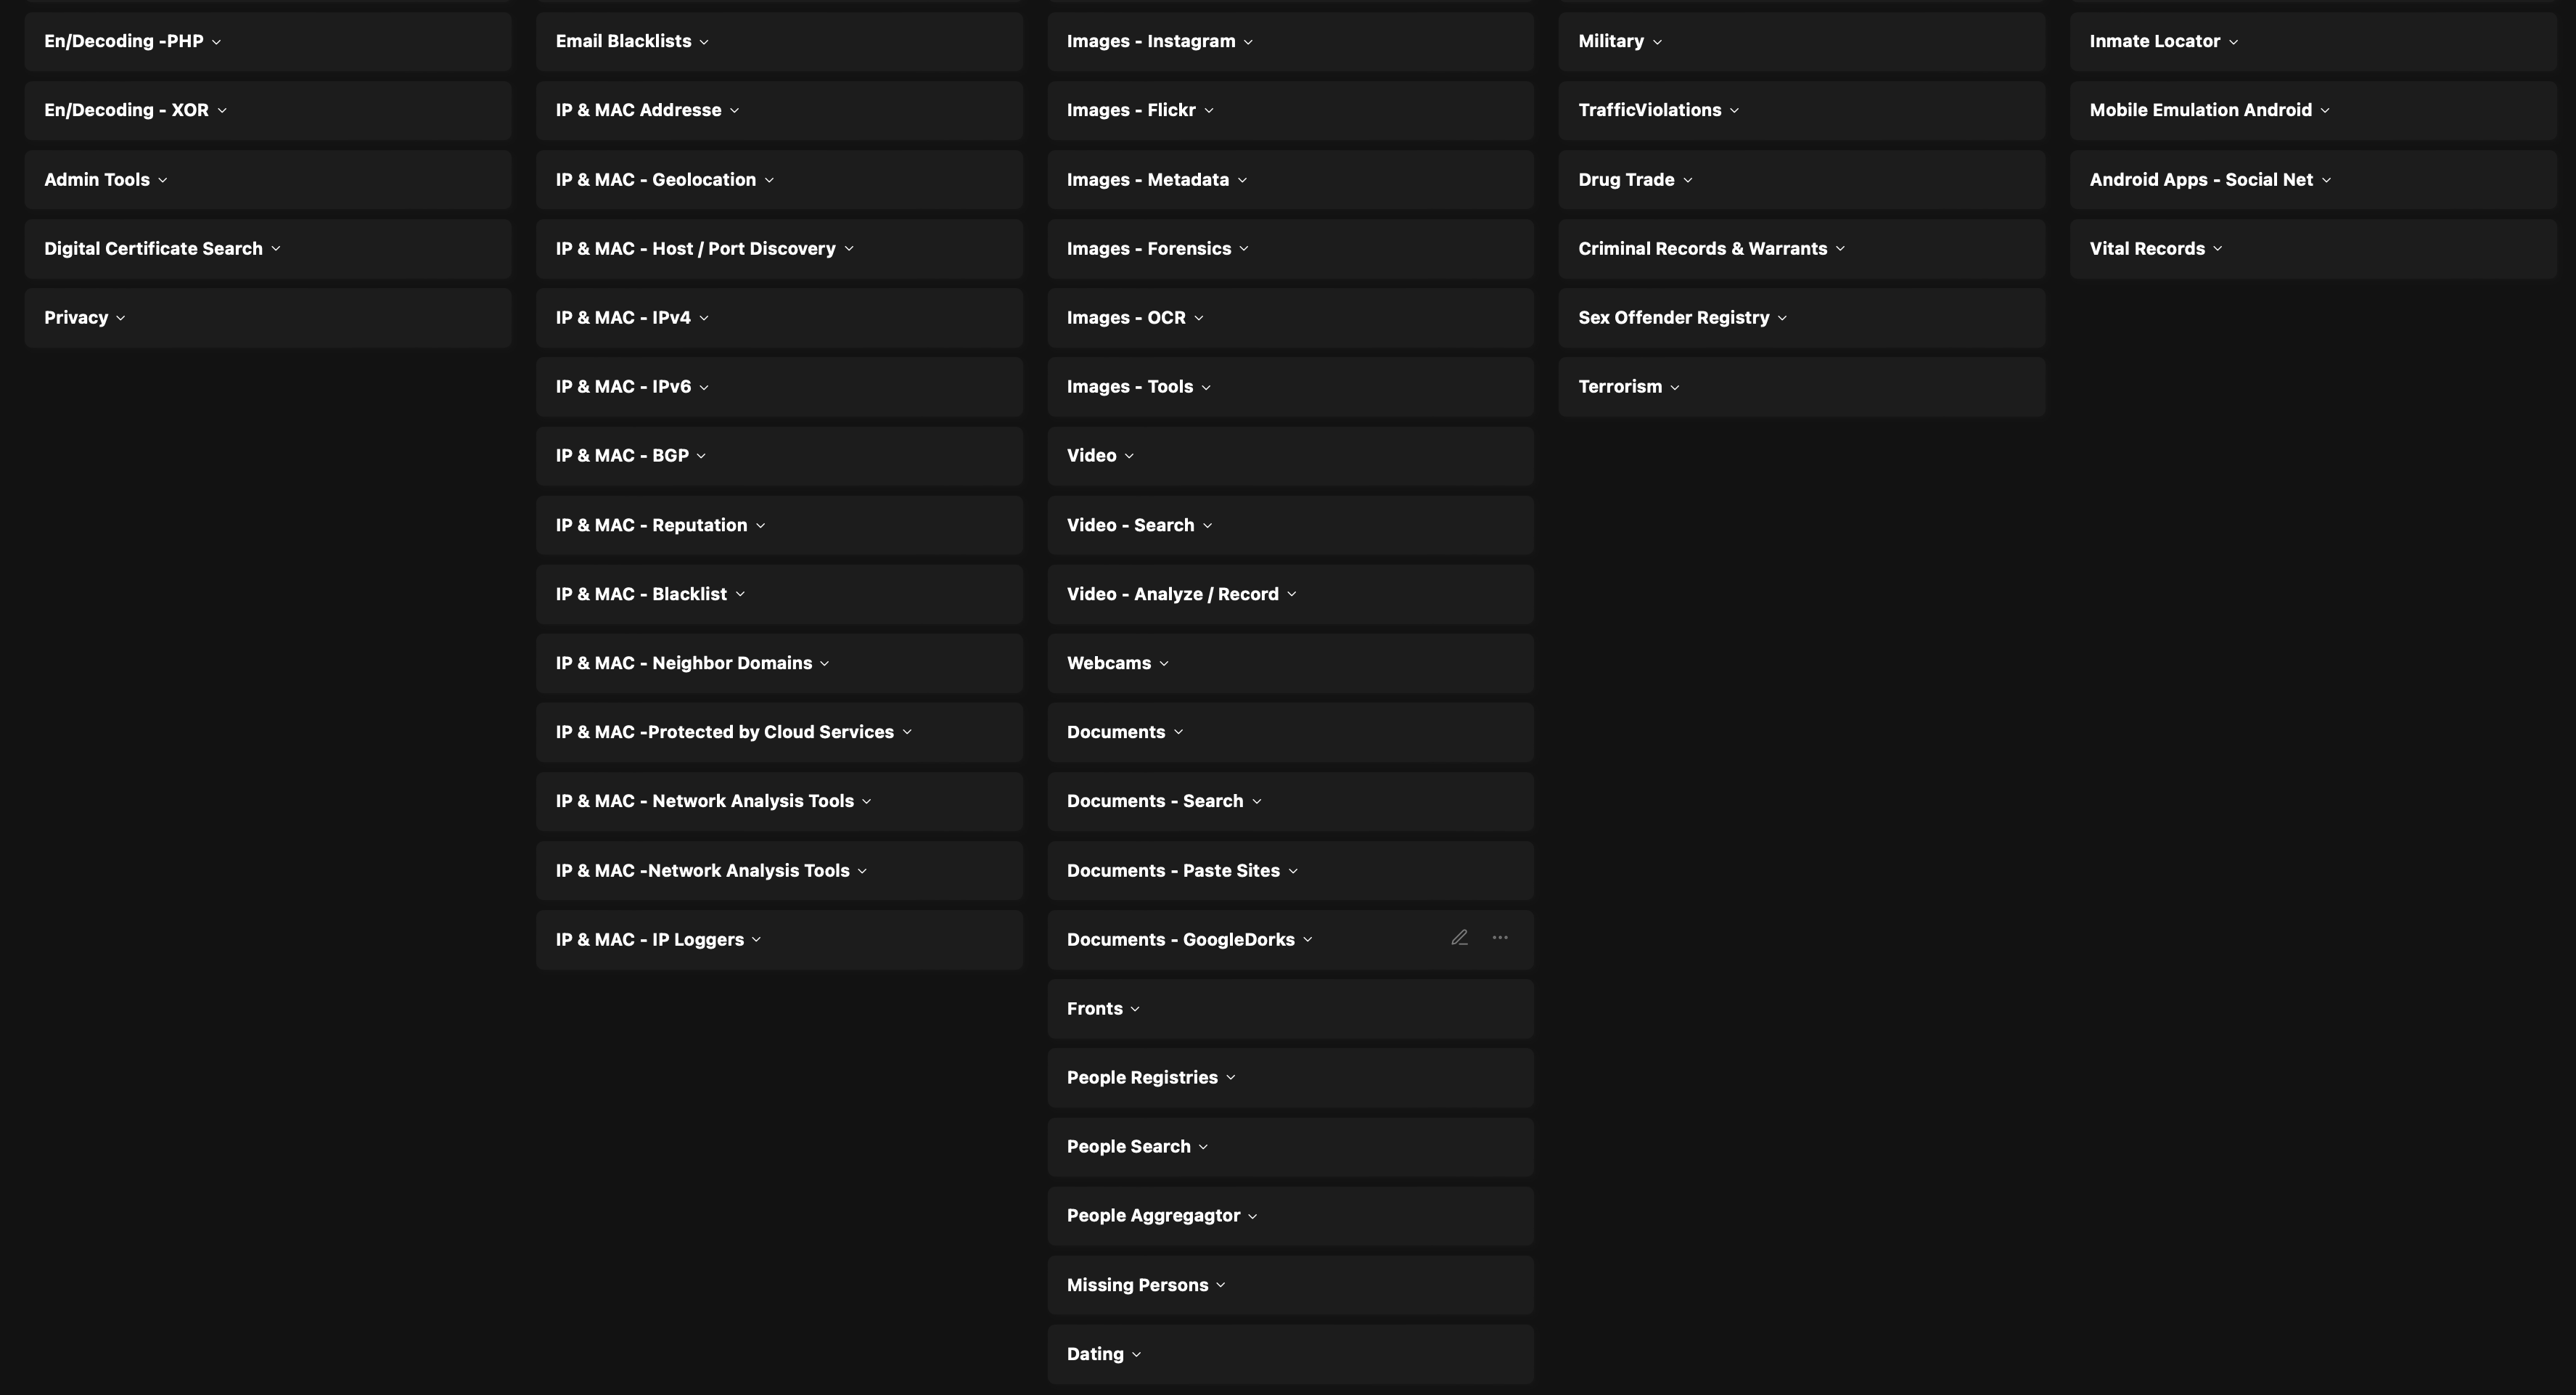 En/Decoding -PHP
En/Decoding - XOR
Admin Tools
Digital Certificate Search
Privacy
Email Blacklists
IP & MAC Addresse
IP & MAC - Geolocation
IP & MAC - Host / Port Discovery
IP & MAC - IPv4
IP & MAC - IPv6
IP & MAC - BGP
IP & MAC - Reputation
IP & MAC - Blacklist
IP & MAC - Neighbor Domains
IP & MAC -Protected by Cloud Services
IP & MAC - Network Analysis Tools
IP & MAC -Network Analysis Tools
IP & MAC - IP Loggers
Images - Instagram
Images - Flickr
Images - Metadata
Images - Forensics
Images - OCR
Images - Tools
Video
Video - Search
Video - Analyze / Record
Webcams
Documents
Documents - Search
Documents - Paste Sites
Documents - GoogleDorks
Fronts
People Registries
People Search
People Aggregagtor
Missing Persons
Dating
Military
TrafficViolations
Drug Trade
Criminal Records & Warrants
Sex Offender Registry
Terrorism
Inmate Locator
Mobile Emulation Android
Android Apps - Social Net
Vital Records